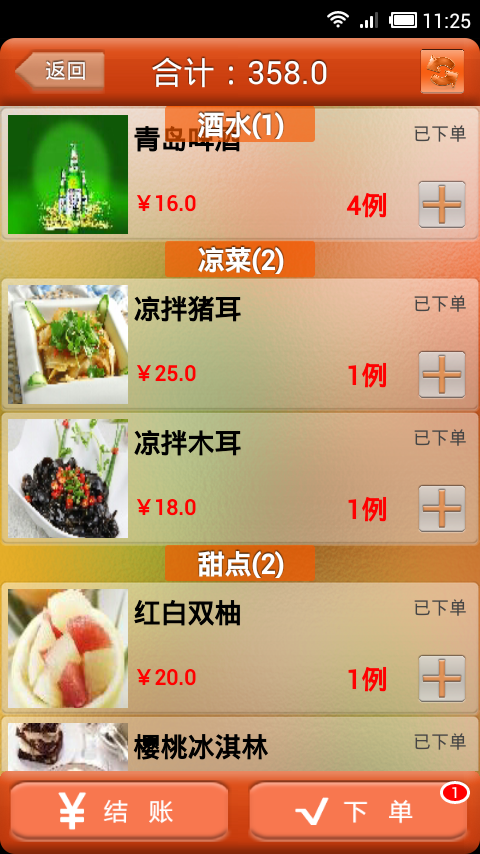 11:25
返回
合计：358.0
酒水(1)
青岛啤酒
已下单
￥16.0
4例
凉菜(2)
凉拌猪耳
已下单
￥25.0
1例
凉拌木耳
已下单
￥18.0
1例
甜点(2)
红白双柚
已下单
￥20.0
1例
樱桃冰淇林
已下单
¥ 结 账
下 单
1